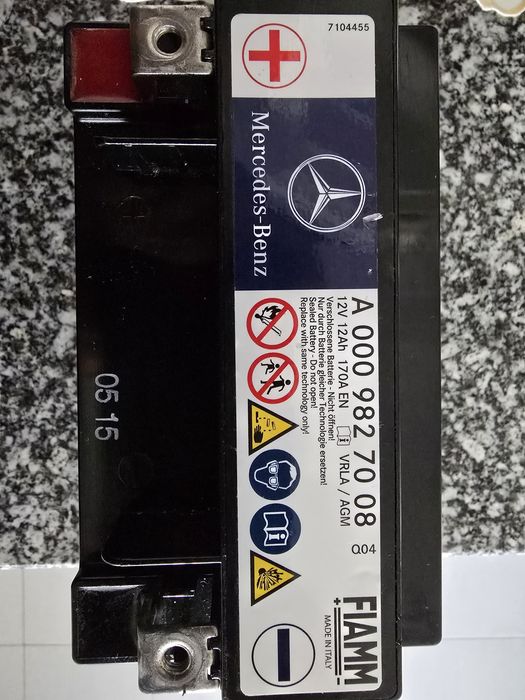 7104455
Mercedes-Benz
A 000 982 70 08
12V 12Ah 170A EN VRLA / AGM Q04
Verschlossene Batterie - Nicht öffnen!
Nur durch Batterie gleicher Technologie ersetzen!
Sealed Battery - Do not open!
Replace with same technology only!
FIAMM
MADE IN ITALY
05 15